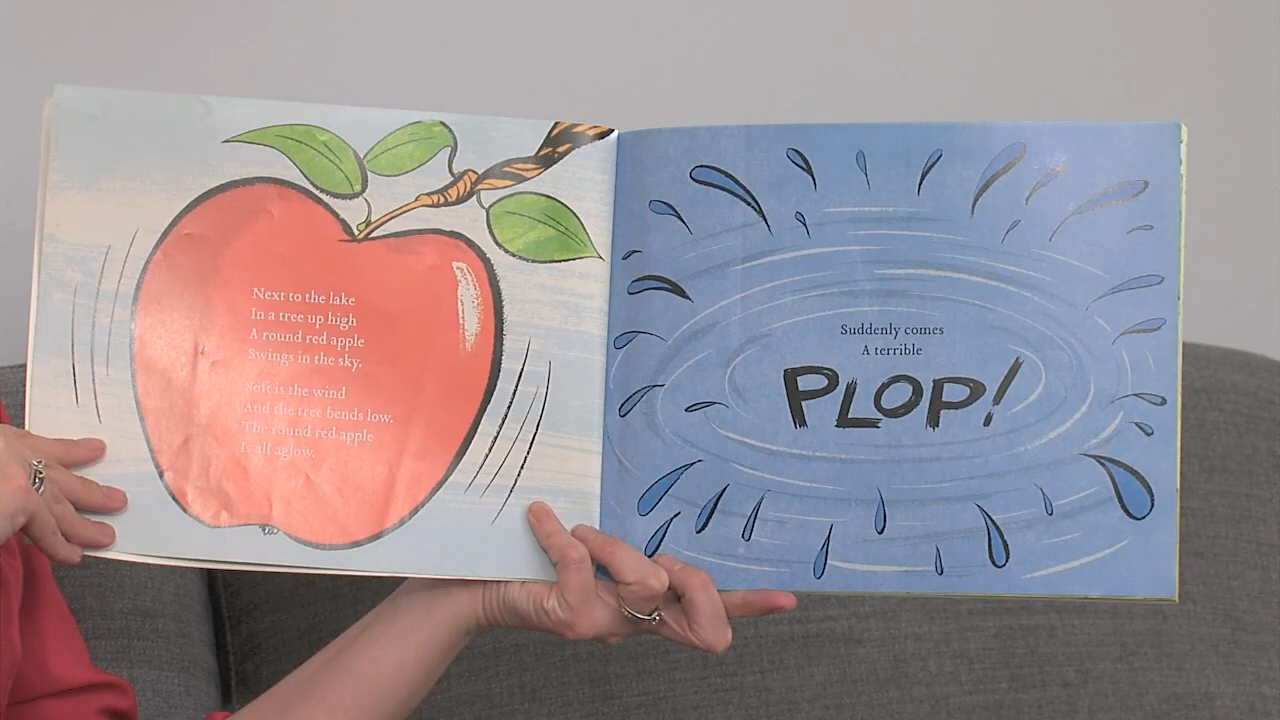 Next to the lake
In a tree up high
A round red apple
Swings in the sky.
Soft is the wind
And the tree bends low.
The round red apple
Is all aglow.
Suddenly comes
A terrible
PLOP!